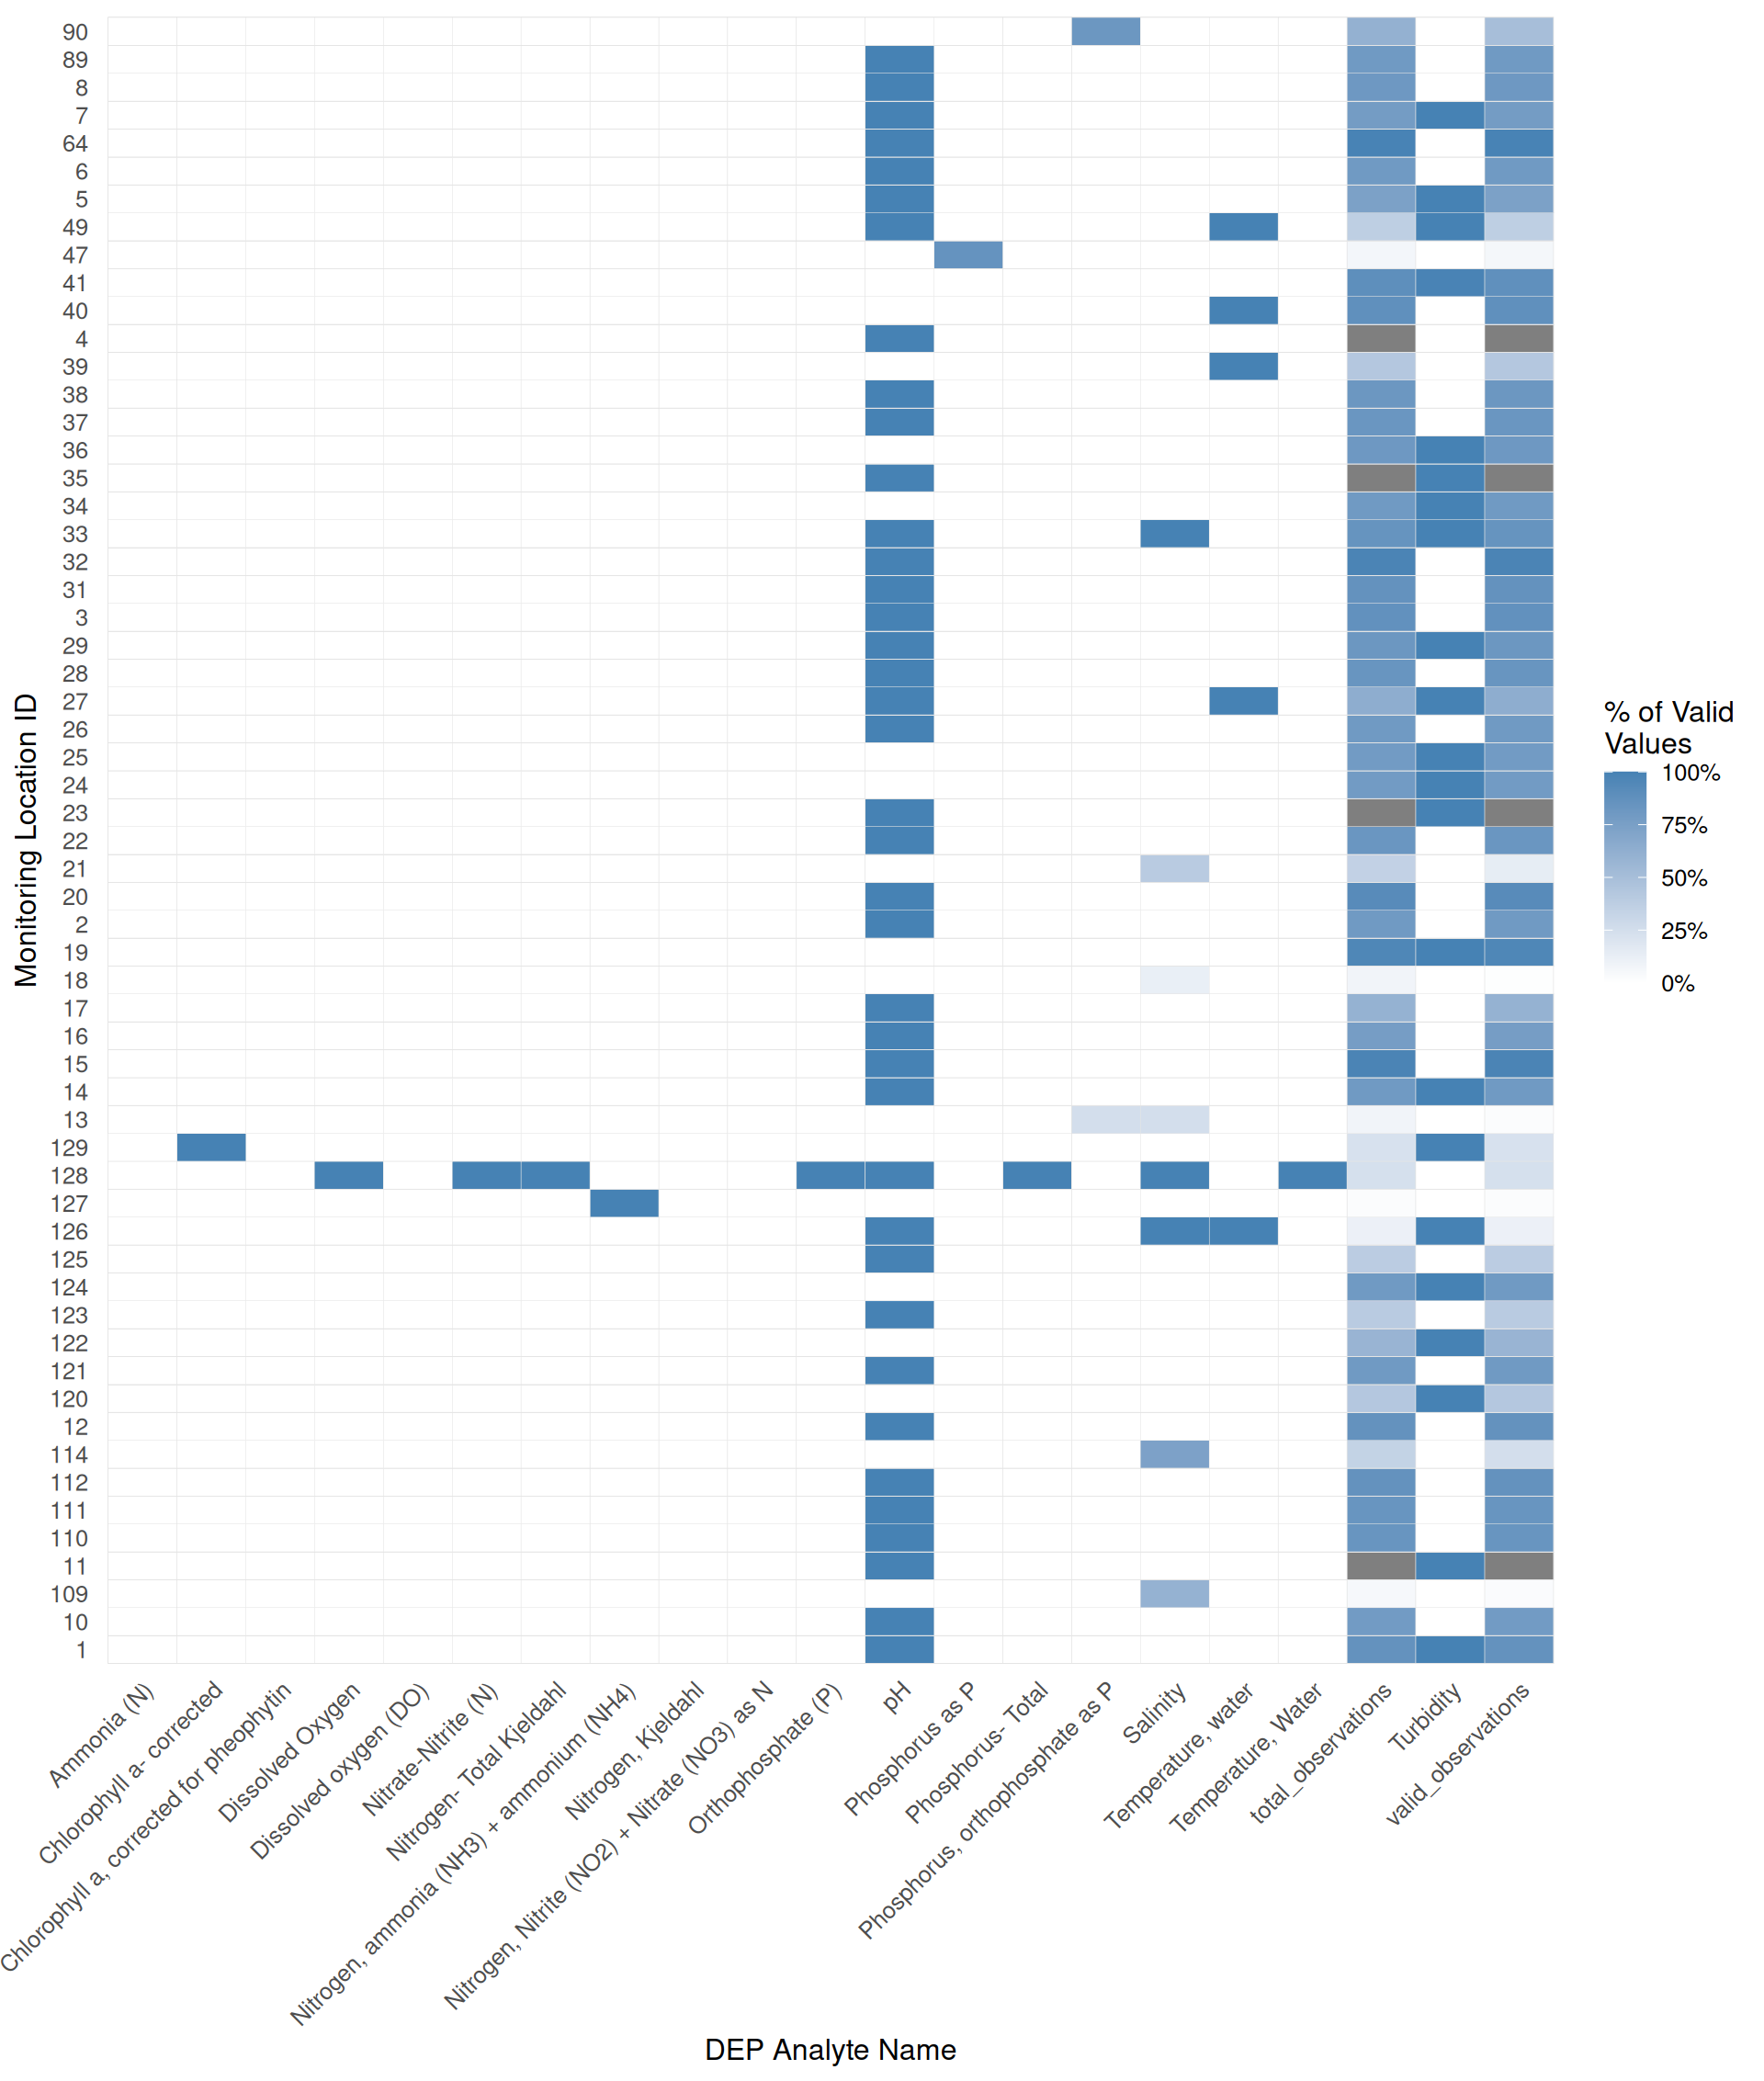 90
89
8
7
64
6
5
49
47
41
40
4
39
38
37
36
35
34
33
32
31
3
29
28
27
26
25
24
23
22
21
20
2
19
18
17
16
15
14
13
129
128
127
126
125
124
123
122
121
120
12
114
112
111
110
11
109
10
1
Monitoring Location ID
Ammonia (N)
Chlorophyll a- corrected
Chlorophyll a, corrected for pheophytin
Dissolved Oxygen
Dissolved oxygen (DO)
Nitrate-Nitrite (N)
Nitrogen- Total Kjeldahl
Nitrogen, ammonia (NH3) + ammonium (NH4)
Nitrogen, Kjeldahl
Nitrogen, Nitrite (NO2) + Nitrate (NO3) as N
Orthophosphate (P)
pH
Phosphorus as P
Phosphorus- Total
Phosphorus, orthophosphate as P
Salinity
Temperature, water
Temperature, Water
total_observations
Turbidity
valid_observations
DEP Analyte Name
% of Valid
Values
100%
75%
50%
25%
0%